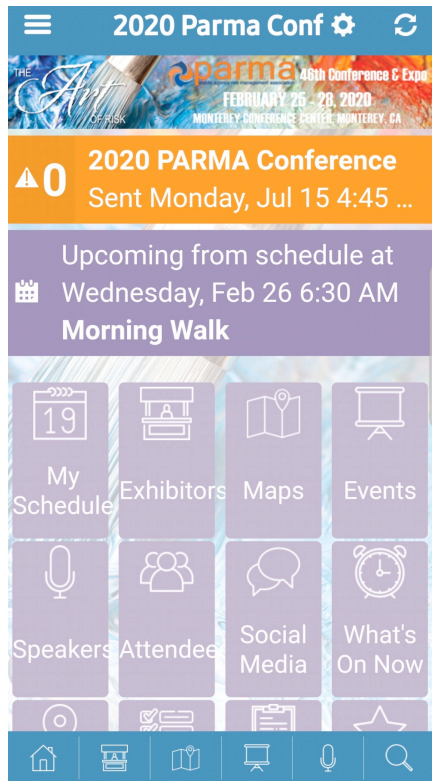 2020 Parma Conf
THE
Art
OF RISK
parma
46th Conference & Expo
FEBRUARY 25 - 28, 2020
MONTEREY CONFERENCE CENTER, MONTEREY, CA
0
2020 PARMA Conference
Sent Monday, Jul 15 4:45 ...
Upcoming from schedule at
Wednesday, Feb 26 6:30 AM
Morning Walk
19
My
Schedule
Exhibitors
Maps
Events
Speakers
Attendee
Social
Media
What's
On Now